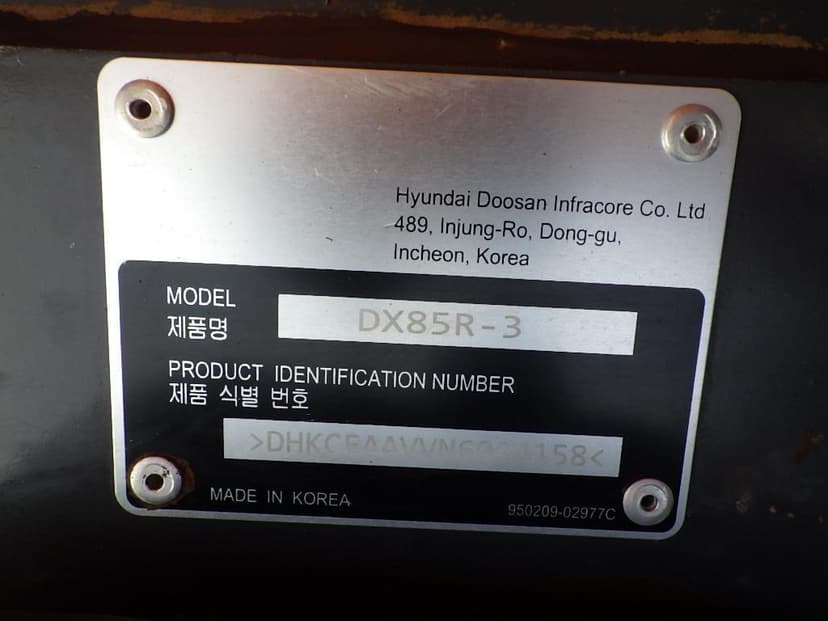 Hyundai Doosan Infracore Co. Ltd
489, Injung-Ro, Dong-gu,
Incheon, Korea
MODEL
제품명
DX85R-3
PRODUCT IDENTIFICATION NUMBER
제품 식별 번호
MADE IN KOREA
950209-02977C